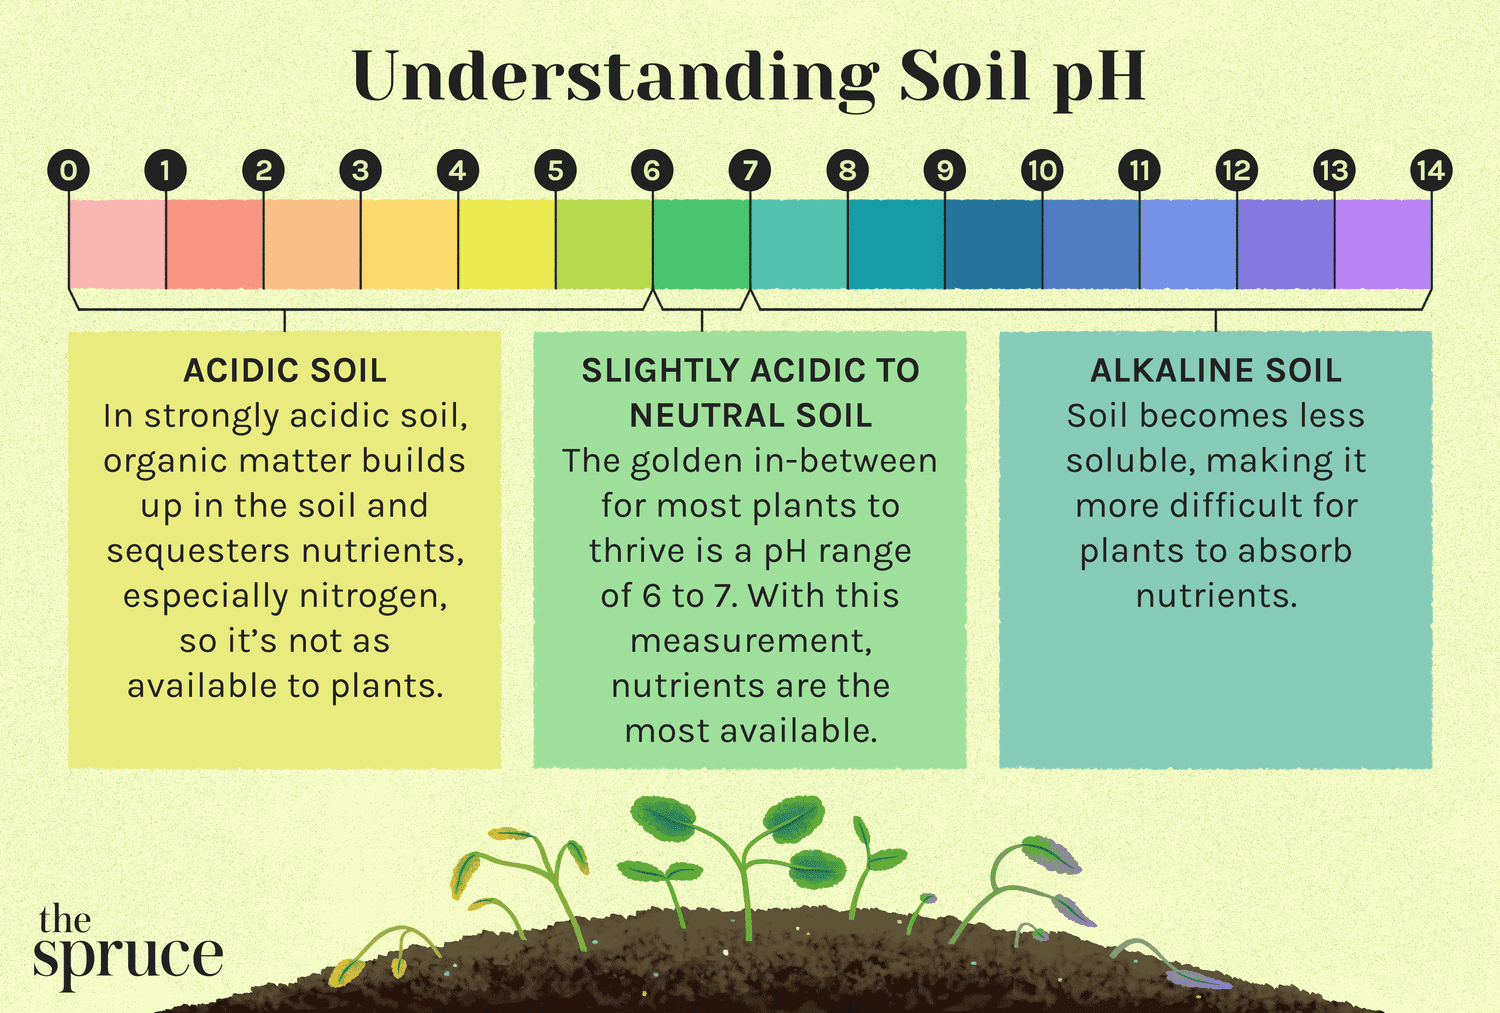 Understanding Soil pH
0 1 2 3 4 5 6 7 8 9 10 11 12 13 14
ACIDIC SOIL
In strongly acidic soil,
organic matter builds
up in the soil and
sequesters nutrients,
especially nitrogen,
so it’s not as
available to plants.
SLIGHTLY ACIDIC TO
NEUTRAL SOIL
The golden in-between
for most plants to
thrive is a pH range
of 6 to 7. With this
measurement,
nutrients are the
most available.
ALKALINE SOIL
Soil becomes less
soluble, making it
more difficult for
plants to absorb
nutrients.
the
spruce